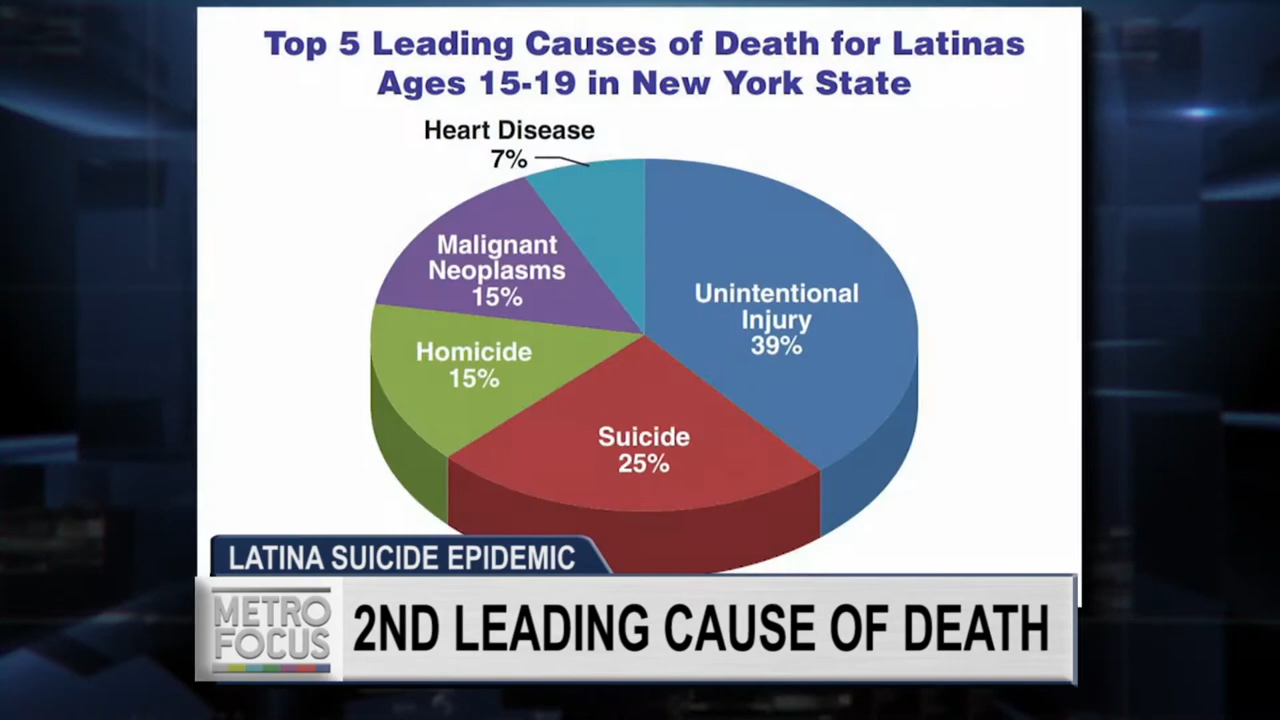 Top 5 Leading Causes of Death for Latinas
Ages 15-19 in New York State
Heart Disease
7%
Malignant
Neoplasms
15%
Unintentional
Injury
39%
Homicide
15%
Suicide
25%
LATINA SUICIDE EPIDEMIC
METRO
FOCUS
2ND LEADING CAUSE OF DEATH